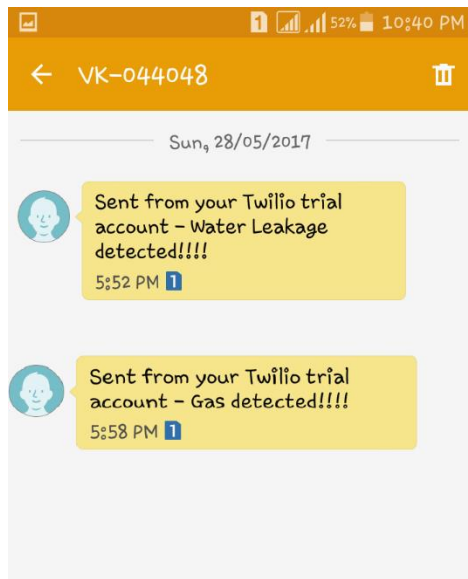 1 52% 10:40 PM
VK-044048
Sun, 28/05/2017
Sent from your Twilio trial
account - Water Leakage
detected!!!!
5:52 PM 1
Sent from your Twilio trial
account - Gas detected!!!!
5:58 PM 1